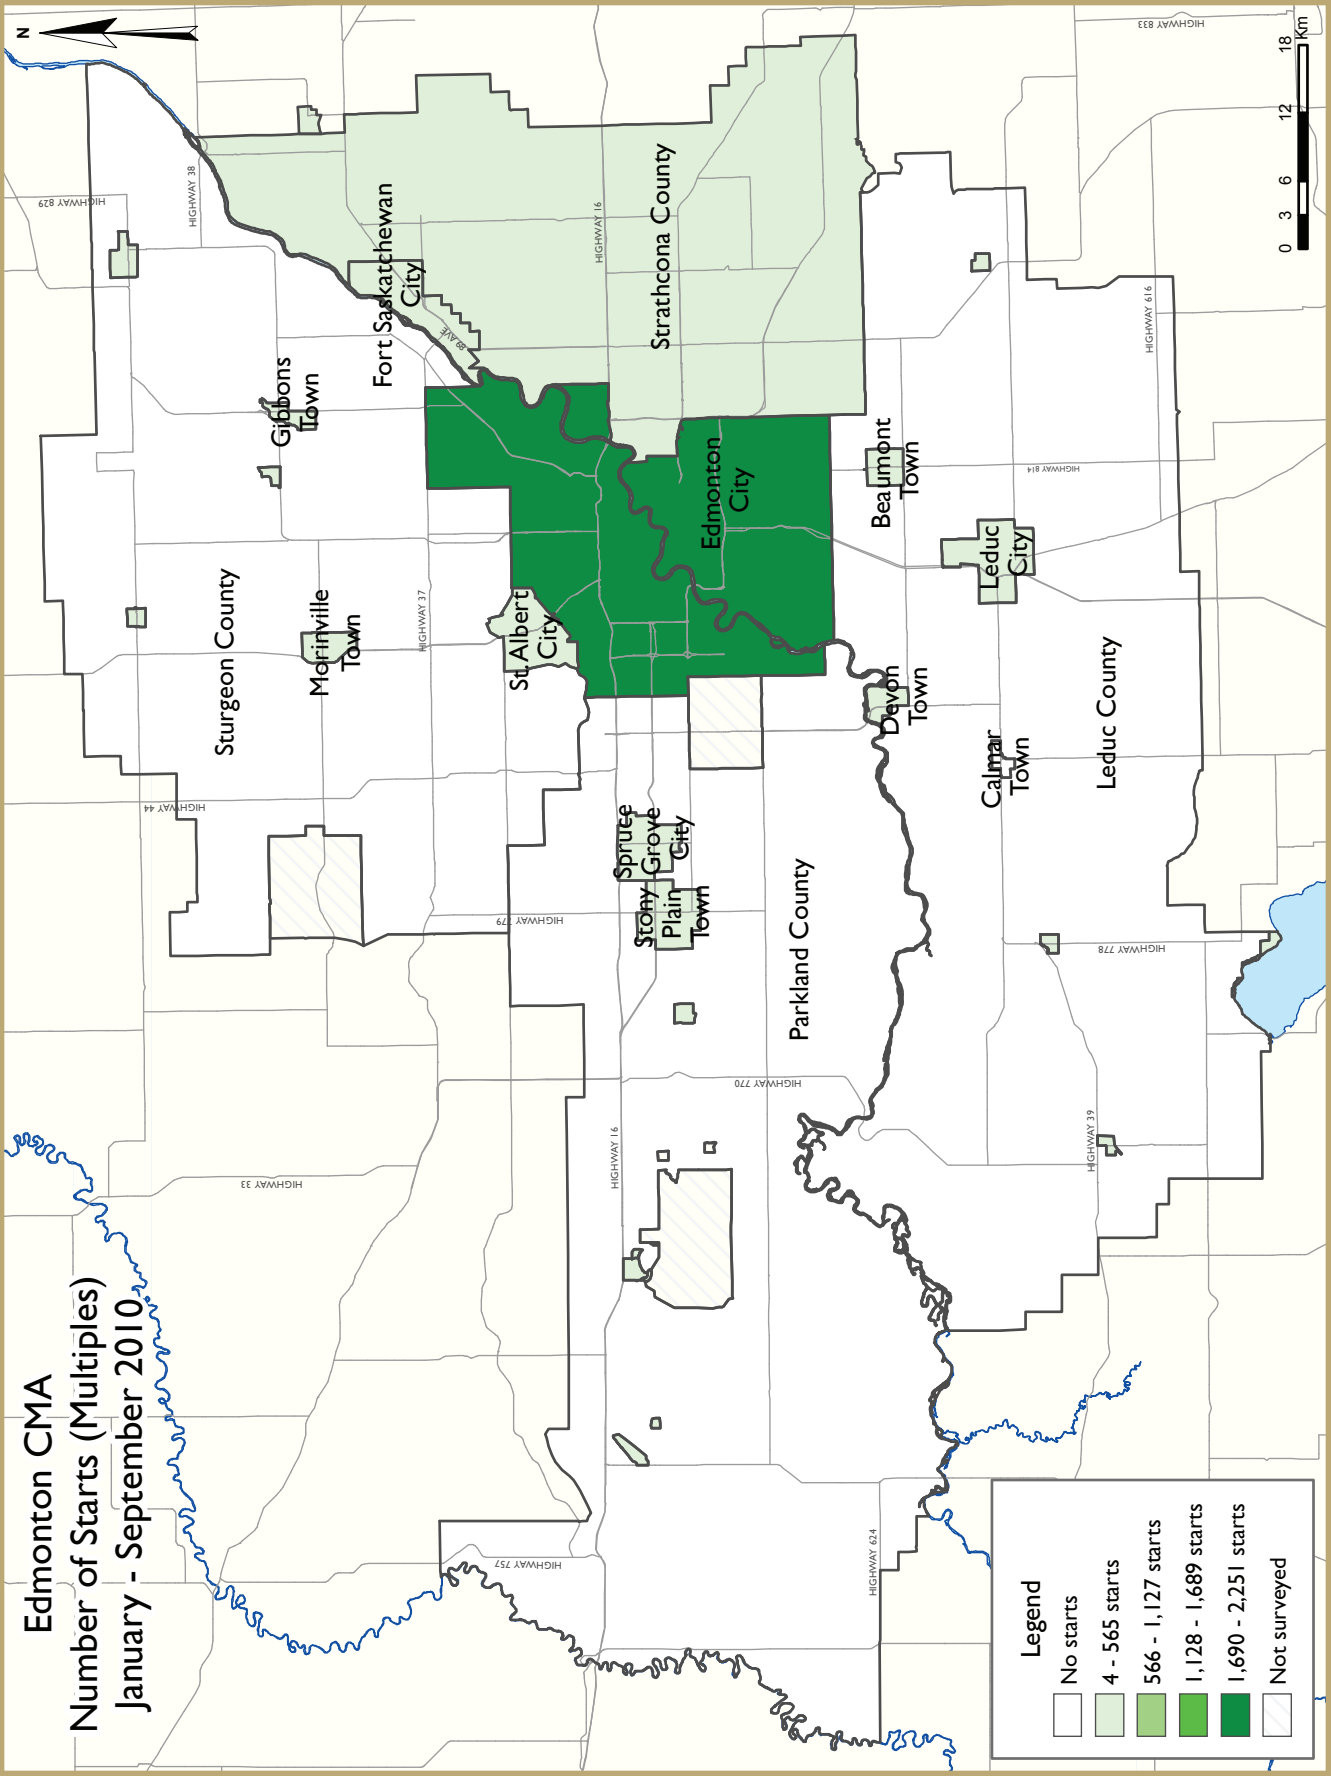 Edmonton CMA
Number of Starts (Multiples)
January - September 2010
N
HIGHWAY 833
HIGHWAY 829
HIGHWAY 38
HIGHWAY 44
HIGHWAY 33
Gibbons
Town
Fort Saskatchewan
City
89 AVE
Sturgeon County
Morinville
Town
HIGHWAY 37
St. Albert
City
HIGHWAY 779
HIGHWAY 757
HIGHWAY 16
HIGHWAY 16
Strathcona County
Edmonton
City
Spruce
Grove
City
Stony
Plain
Town
Parkland County
HIGHWAY 770
HIGHWAY 624
Beaumont
Town
Devon
Town
Leduc
City
Calmar
Town
HIGHWAY 814
HIGHWAY 616
Leduc County
HIGHWAY 778
HIGHWAY 39
Legend
No starts
4 - 565 starts
566 - 1,127 starts
1,128 - 1,689 starts
1,690 - 2,251 starts
Not surveyed
0 3 6 12 18
Km